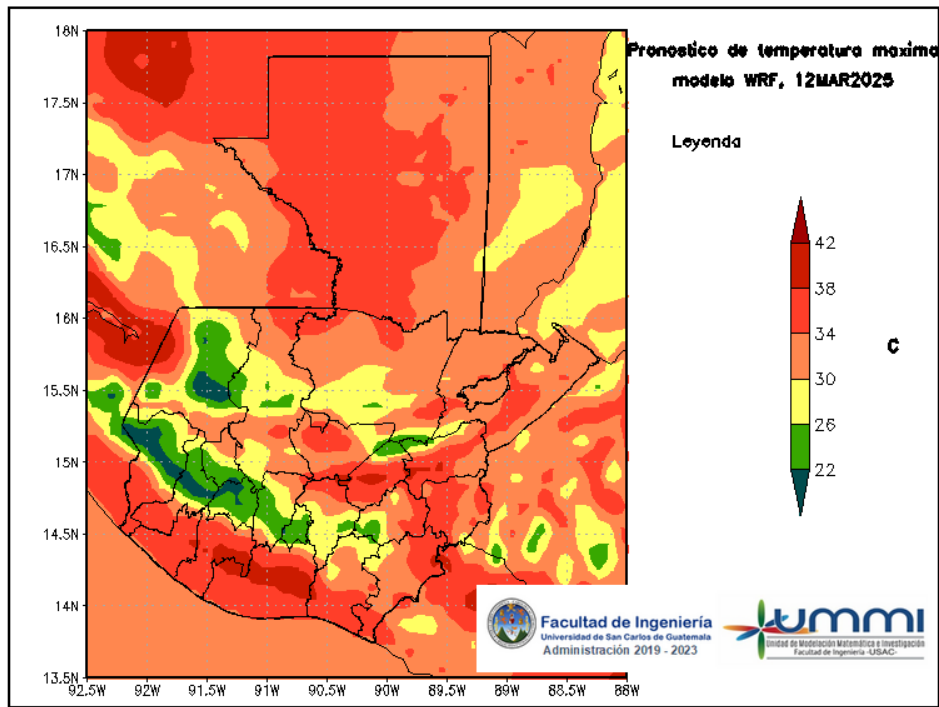 Pronostico de temperatura maxima
modelo WRF, 12MAR2025
Leyenda
42
38
34
30
26
22
C
18N
17.5N
17N
16.5N
16N
15.5N
15N
14.5N
14N
13.5N
92.5W
92W
91.5W
91W
90.5W
90W
89.5W
89W
88.5W
88W
Facultad de Ingeniería
Universidad de San Carlos de Guatemala
Administración 2019 - 2023
UMMI
Unidad de Modelación Matemática e Investigación
Facultad de Ingeniería -USAC-